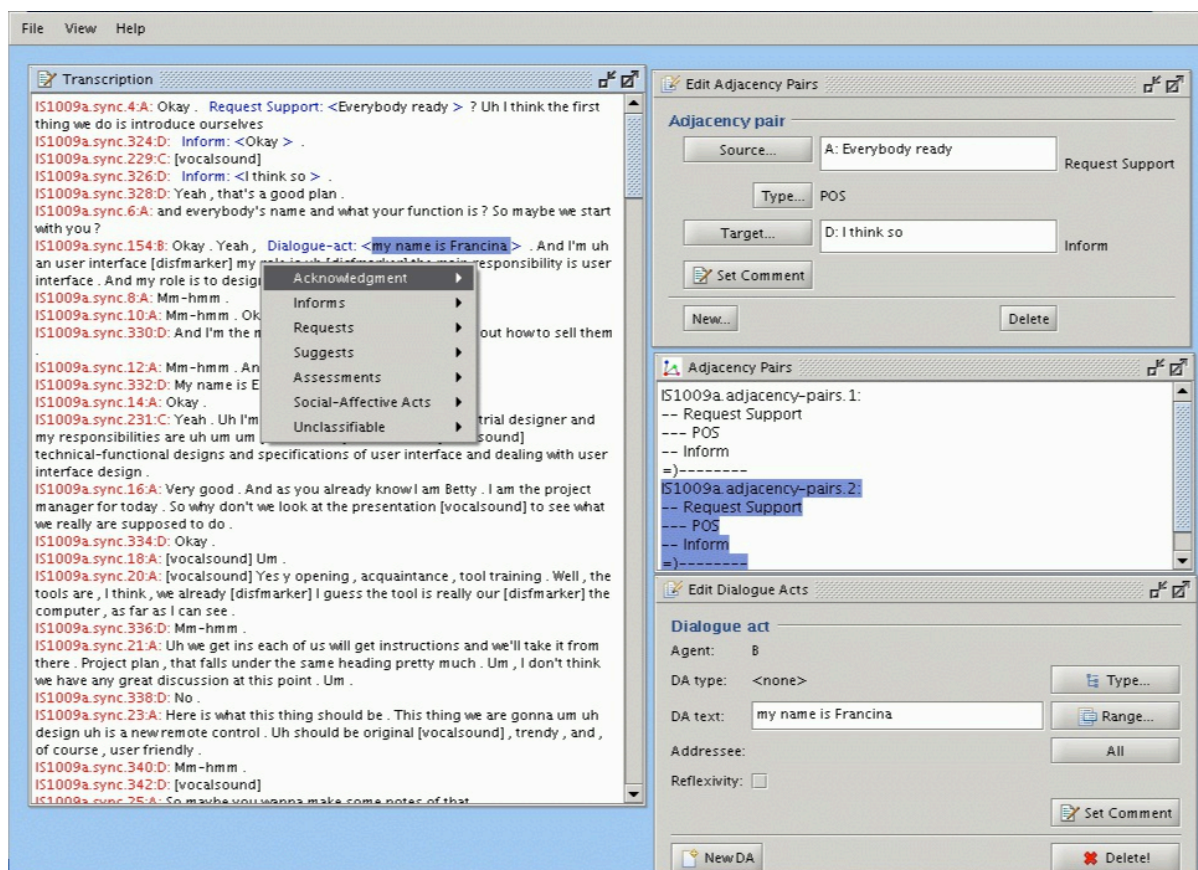 File View Help
Transcription
IS1009a.sync.4:A: Okay . Request Support: <Everybody ready > ? Uh I think the first
thing we do is introduce ourselves
IS1009a.sync.324:D: Inform: <Okay > .
IS1009a.sync.229:C: [vocalsound]
IS1009a.sync.326:D: Inform: <I think so > .
IS1009a.sync.328:D: Yeah , that's a good plan .
IS1009a.sync.6:A: and everybody's name and what your function is ? So maybe we start
with you ?
IS1009a.sync.154:B: Okay . Yeah , Dialogue-act: <my name is Francina > . And I'm uh
an user interface [disfmarker] my role is uh [disfmarker] the main responsibility is user
interface . And my role is to desig
IS1009a.sync.8:A: Mm-hmm .
IS1009a.sync.10:A: Mm-hmm . Ok
IS1009a.sync.330:D: And I'm the m out how to sell them
.
IS1009a.sync.12:A: Mm-hmm . An
IS1009a.sync.332:D: My name is E
IS1009a.sync.14:A: Okay .
IS1009a.sync.231:C: Yeah . Uh I'm trial designer and
my responsibilities are uh um um sound]
technical-functional designs and specifications of user interface and dealing with user
interface design .
IS1009a.sync.16:A: Very good . And as you already know I am Betty . I am the project
manager for today . So why don't we look at the presentation [vocalsound] to see what
we really are supposed to do .
IS1009a.sync.334:D: Okay .
IS1009a.sync.18:A: [vocalsound] Um .
IS1009a.sync.20:A: [vocalsound] Yes y opening , acquaintance , tool training . Well , the
tools are , I think , we already [disfmarker] I guess the tool is really our [disfmarker] the
computer , as far as I can see .
IS1009a.sync.336:D: Mm-hmm .
IS1009a.sync.21:A: Uh we get ins each of us will get instructions and we'll take it from
there . Project plan , that falls under the same heading pretty much . Um , I don't think
we have any great discussion at this point . Um .
IS1009a.sync.338:D: No .
IS1009a.sync.23:A: Here is what this thing should be . This thing we are gonna um uh
design uh is a new remote control . Uh should be original [vocalsound] , trendy , and ,
of course , user friendly .
IS1009a.sync.340:D: Mm-hmm .
IS1009a.sync.342:D: [vocalsound]
IS1009a.sync.25:A: So maybe you wanna make some notes of that
Acknowledgment
Informs
Requests
Suggests
Assessments
Social-Affective Acts
Unclassifiable
Edit Adjacency Pairs
Adjacency pair
Source... A: Everybody ready Request Support
Type... POS
Target... D: I think so Inform
Set Comment
New... Delete
Adjacency Pairs
IS1009a.adjacency-pairs.1:
-- Request Support
--- POS
-- Inform
=)--------
IS1009a.adjacency-pairs.2:
-- Request Support
--- POS
-- Inform
=)--------
Edit Dialogue Acts
Dialogue act
Agent: B
DA type: <none> Type...
DA text: my name is Francina Range...
Addressee: All
Reflexivity:
Set Comment
New DA Delete!